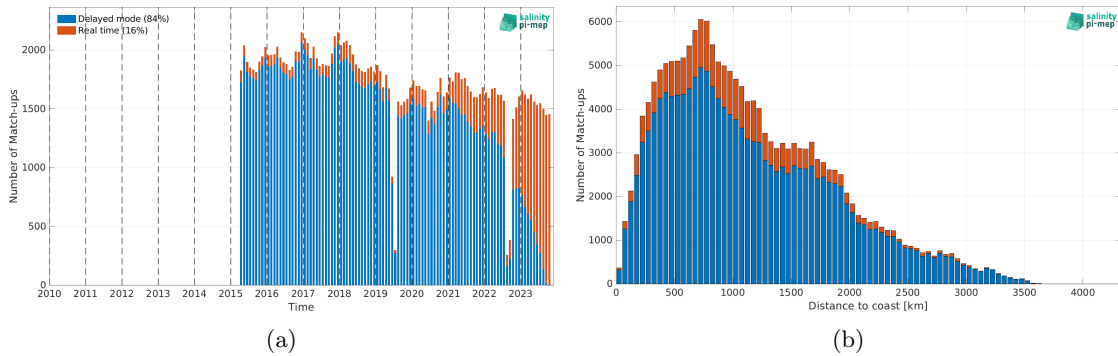 Delayed mode (84%)
Real time (16%)
salinity
pi-mep
Number of Match-ups
2000
1500
1000
500
0
2010 2011 2012 2013 2014 2015 2016 2017 2018 2019 2020 2021 2022 2023
Time
(a)
salinity
pi-mep
Number of Match-ups
6000
5000
4000
3000
2000
1000
0
0 500 1000 1500 2000 2500 3000 3500 4000
Distance to coast [km]
(b)